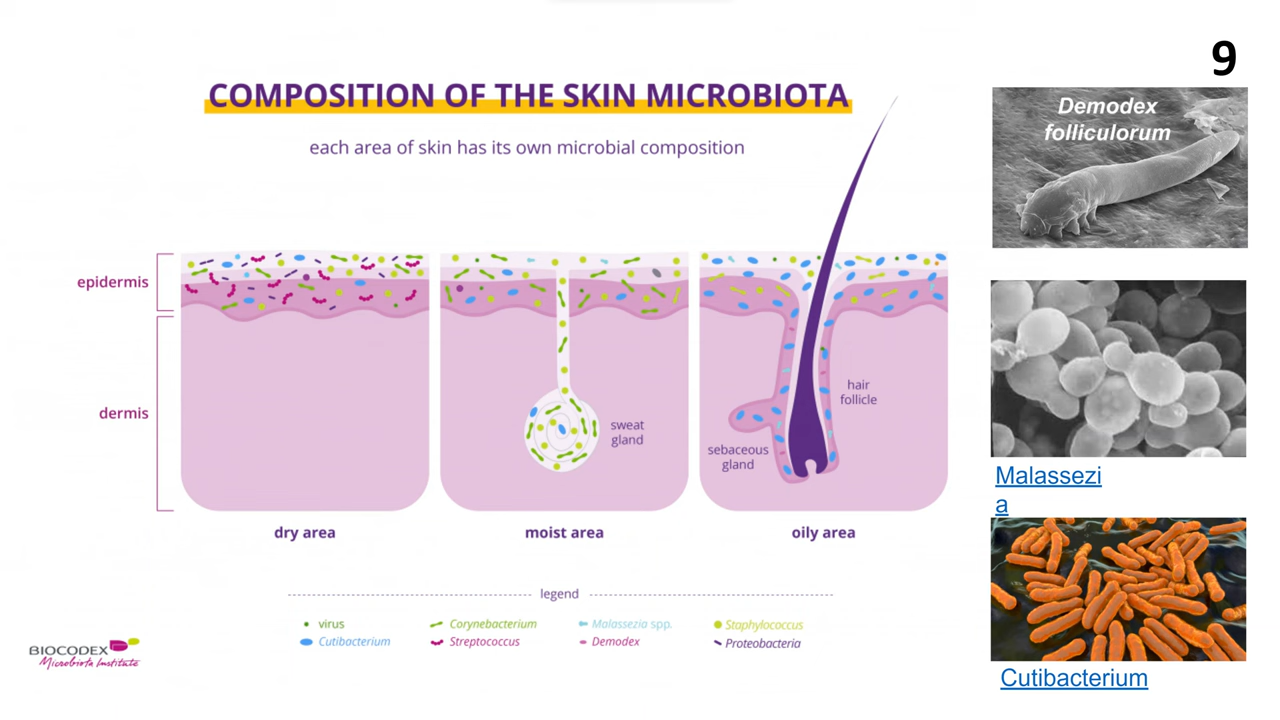 9
COMPOSITION OF THE SKIN MICROBIOTA
each area of skin has its own microbial composition
Demodex
folliculorum
epidermis
dermis
sweat
gland
hair
follicle
sebaceous
gland
dry area
moist area
oily area
Malassezi
a
legend
virus
Corynebacterium
Malassezia spp.
Staphylococcus
Cutibacterium
Streptococcus
Demodex
Proteobacteria
BIOCODEX
Microbiota Institute
Cutibacterium